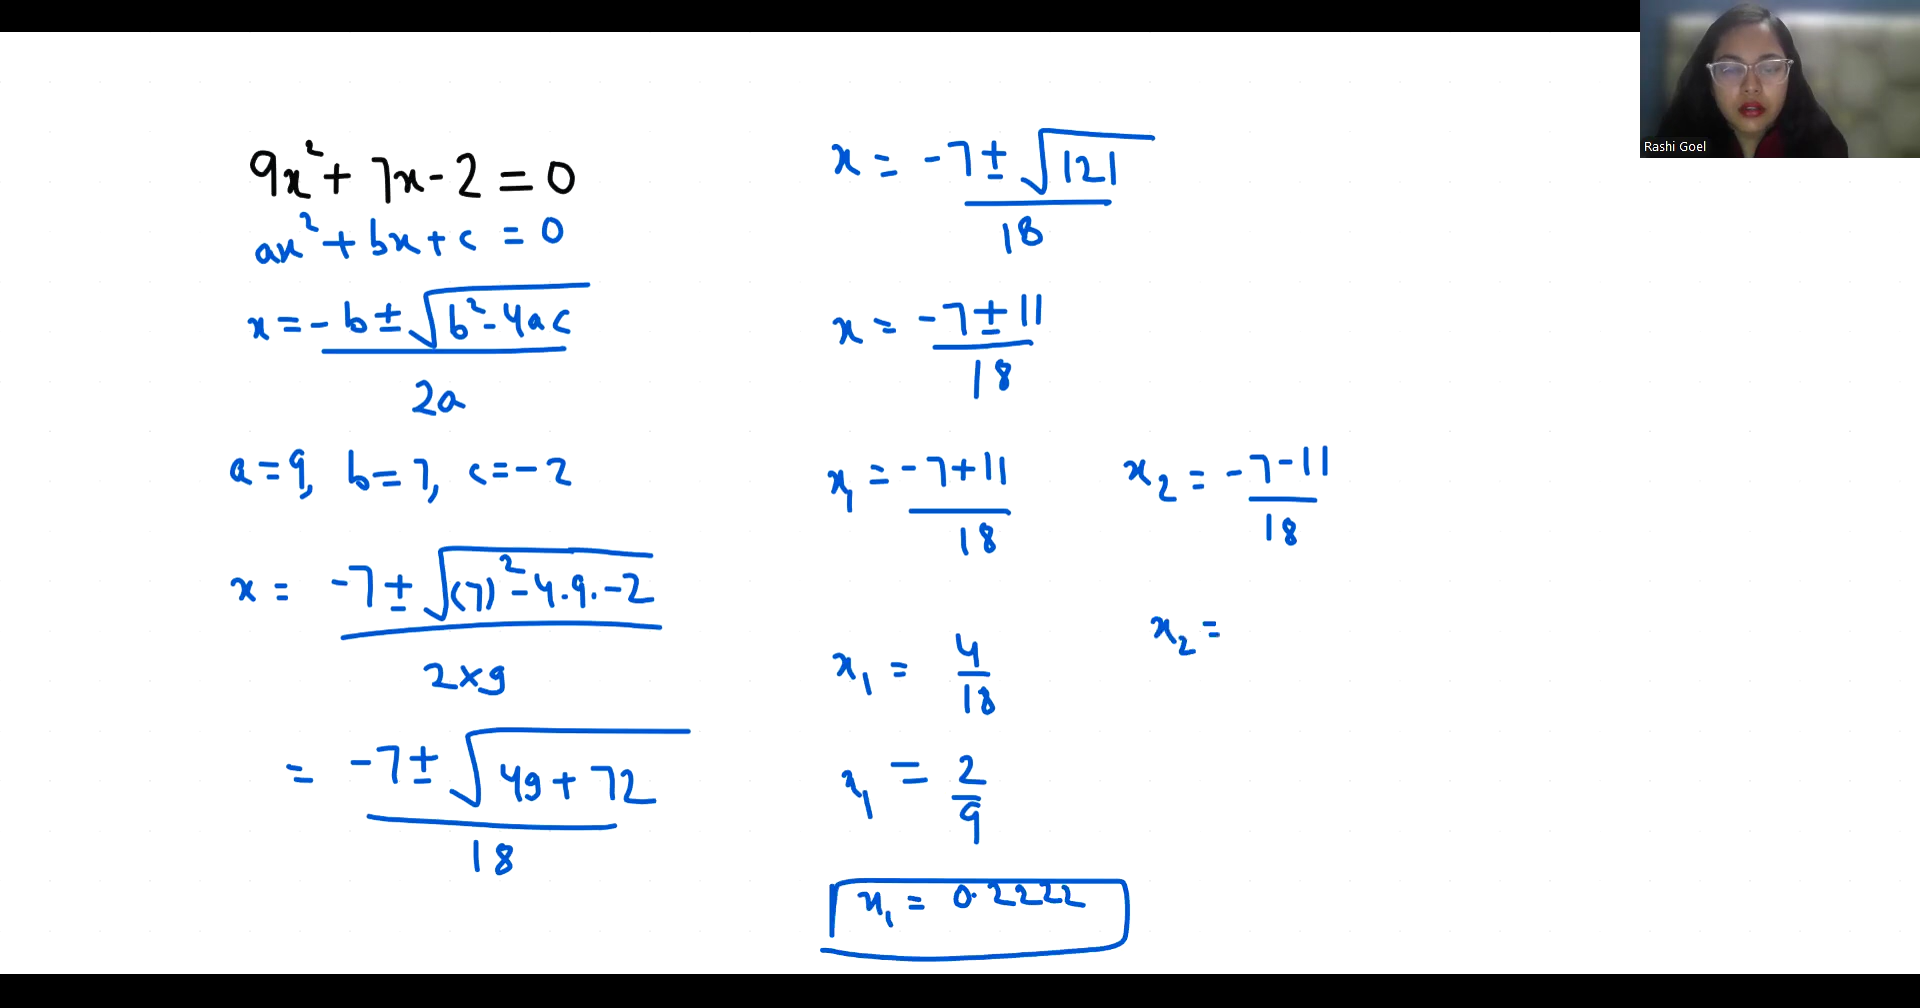 9x² + 7x - 2 = 0
ax² + bx + c = 0
x = -b ± √b² - 4ac
2a
a = 9, b = 7, c = -2
x = -7 ± √(7)² - 4.9.-2
2×9
= -7 ± √49 + 72
18
x = -7 ± √121
18
x = -7 ± 11
18
x₁ = -7+11
18
x₁ = 4
18
x₁ = 2
9
x₁ = 0.2222
x₂ = -7-11
18
x₂ =
Rashi Goel